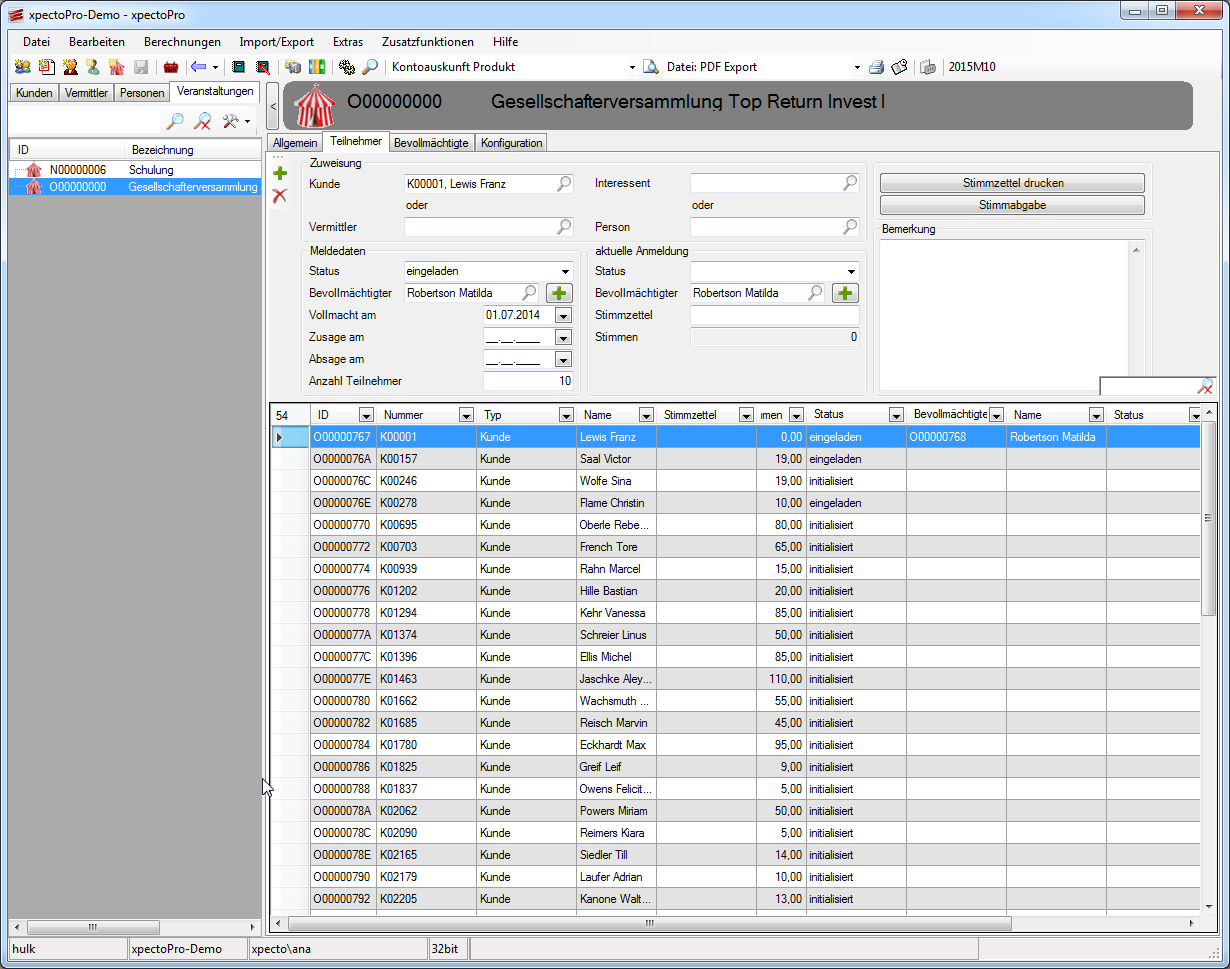 xpectoPro-Demo - xpectoPro
Datei Bearbeiten Berechnungen Import/Export Extras Zusatzfunktionen Hilfe
Kontoauskunft Produkt Datei: PDF Export 2015M10
Kunden Vermittler Personen Veranstaltungen
< O00000000 Gesellschafterversammlung Top Return Invest I
ID Bezeichnung
N00000006 Schulung
O00000000 Gesellschafterversammlung
Allgemein Teilnehmer Bevollmächtigte Konfiguration
Zuweisung
Kunde K00001, Lewis Franz Interessent
oder oder
Vermittler Person
Stimmzettel drucken
Stimmabgabe
Bemerkung
Meldedaten aktuelle Anmeldung
Status eingeladen Status
Bevollmächtigter Robertson Matilda Bevollmächtigter Robertson Matilda
Vollmacht am 01.07.2014 Stimmzettel
Zusage am __.__.____ Stimmen 0
Absage am __.__.____
Anzahl Teilnehmer 10
54 ID Nummer Typ Name Stimmzettel men Status Bevollmächtigte Name Status
O00000767 K00001 Kunde Lewis Franz 0,00 eingeladen O00000768 Robertson Matilda
O0000076A K00157 Kunde Saal Victor 19,00 eingeladen
O0000076C K00246 Kunde Wolfe Sina 19,00 initialisiert
O0000076E K00278 Kunde Flame Christin 10,00 eingeladen
O00000770 K00695 Kunde Oberle Rebe... 80,00 initialisiert
O00000772 K00703 Kunde French Tore 65,00 initialisiert
O00000774 K00939 Kunde Rahn Marcel 15,00 initialisiert
O00000776 K01202 Kunde Hille Bastian 20,00 initialisiert
O00000778 K01294 Kunde Kehr Vanessa 85,00 initialisiert
O0000077A K01374 Kunde Schreier Linus 50,00 initialisiert
O0000077C K01396 Kunde Ellis Michel 85,00 initialisiert
O0000077E K01463 Kunde Jaschke Aley... 110,00 initialisiert
O00000780 K01662 Kunde Wachsmuth ... 55,00 initialisiert
O00000782 K01685 Kunde Reisch Marvin 45,00 initialisiert
O00000784 K01780 Kunde Eckhardt Max 95,00 initialisiert
O00000786 K01825 Kunde Greif Leif 9,00 initialisiert
O00000788 K01837 Kunde Owens Felicit... 5,00 initialisiert
O0000078A K02062 Kunde Powers Miriam 50,00 initialisiert
O0000078C K02090 Kunde Reimers Kiara 5,00 initialisiert
O0000078E K02165 Kunde Siedler Till 14,00 initialisiert
O00000790 K02179 Kunde Laufer Adrian 10,00 initialisiert
O00000792 K02205 Kunde Kanone Walt... 13,00 initialisiert
hulk xpectoPro-Demo xpecto\ana 32bit